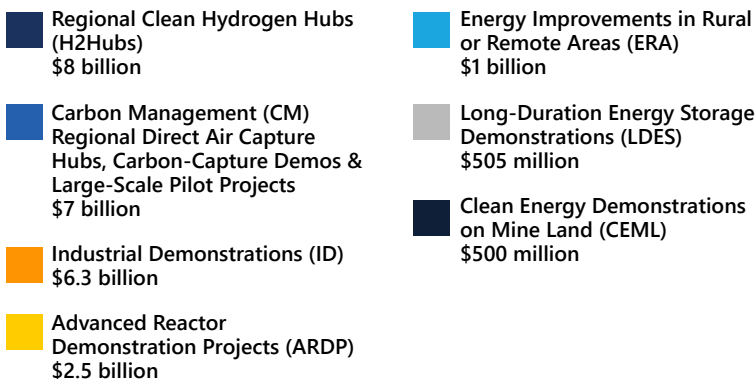 Regional Clean Hydrogen Hubs
(H2Hubs)
$8 billion
Carbon Management (CM)
Regional Direct Air Capture
Hubs, Carbon-Capture Demos &
Large-Scale Pilot Projects
$7 billion
Industrial Demonstrations (ID)
$6.3 billion
Advanced Reactor
Demonstration Projects (ARDP)
$2.5 billion
Energy Improvements in Rural
or Remote Areas (ERA)
$1 billion
Long-Duration Energy Storage
Demonstrations (LDES)
$505 million
Clean Energy Demonstrations
on Mine Land (CEML)
$500 million